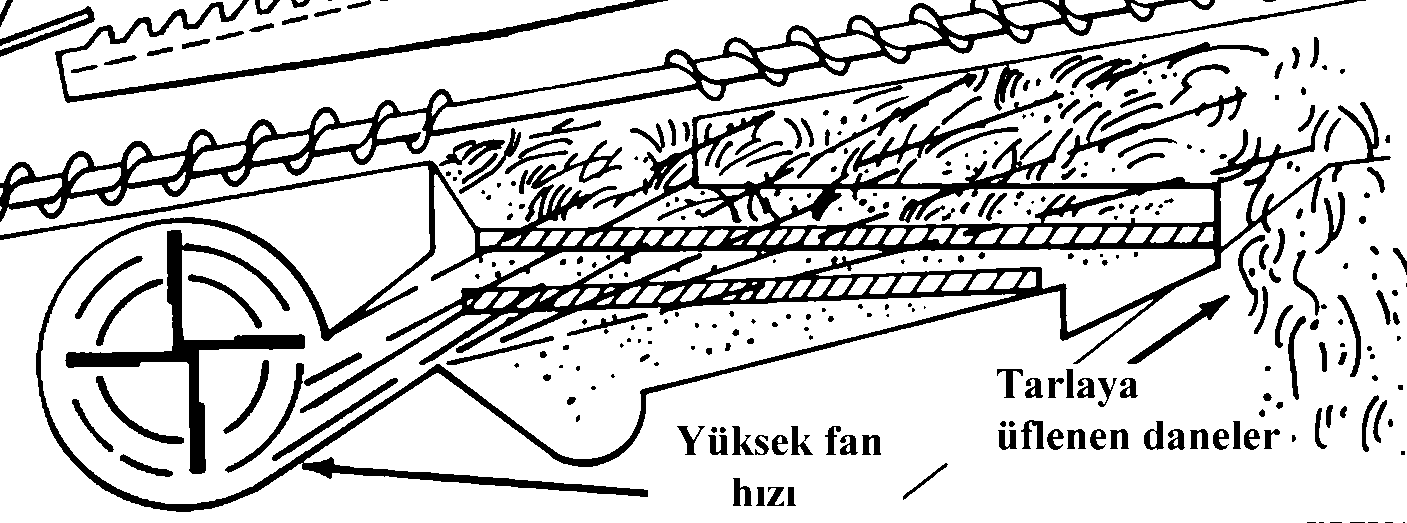 Tarlaya
üflenen daneler
Yüksek fan
hızı